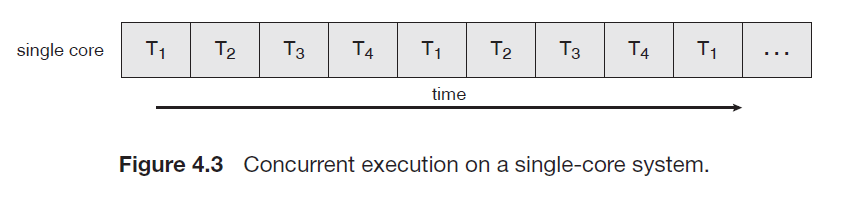 single core T1 T2 T3 T4 T1 T2 T3 T4 T1 ...
time
Figure 4.3 Concurrent execution on a single-core system.